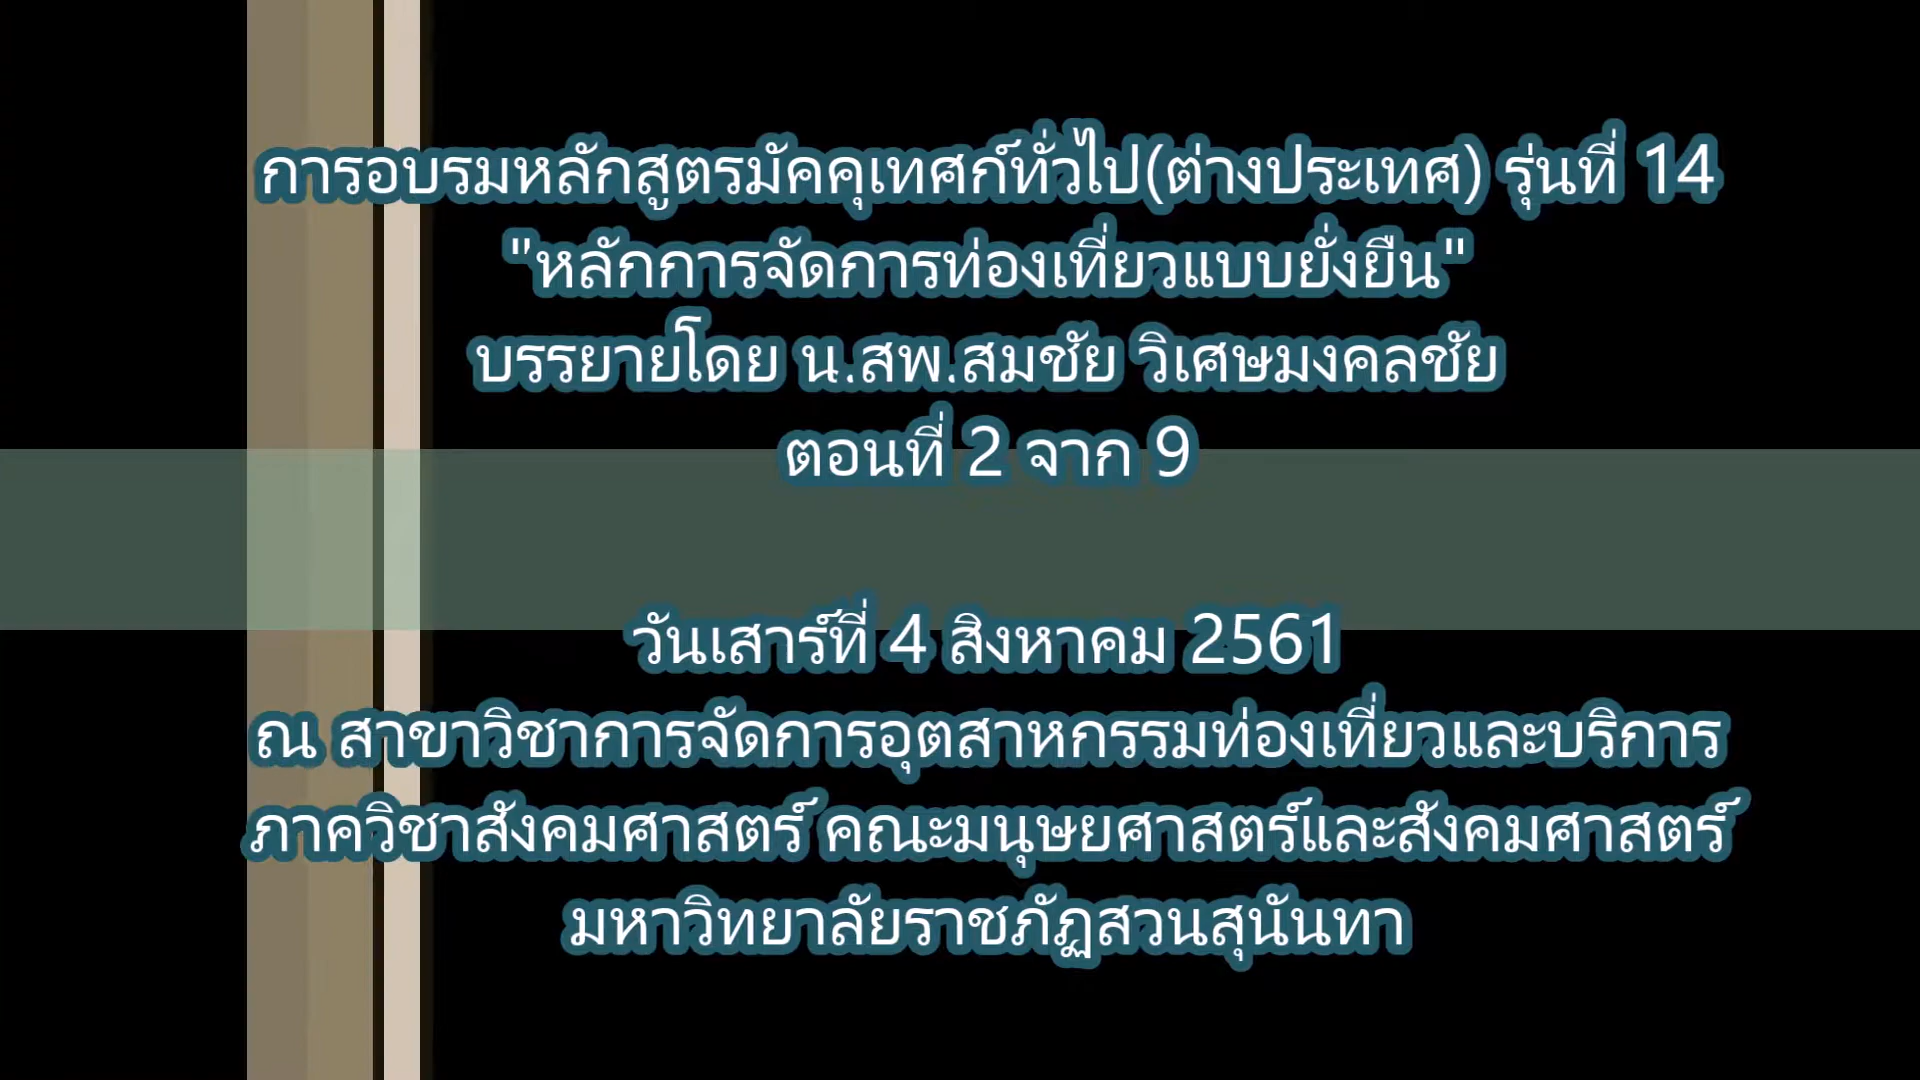 การอบรมหลักสูตรมัคคุเทศก์ทั่วไป(ต่างประเทศ) รุ่นที่ 14
"หลักการจัดการท่องเที่ยวแบบยั่งยืน"
บรรยายโดย น.สพ.สมชัย วิเศษมงคลชัย
ตอนที่ 2 จาก 9
วันเสาร์ที่ 4 สิงหาคม 2561
ณ สาขาวิชาการจัดการอุตสาหกรรมท่องเที่ยวและบริการ
ภาควิชาสังคมศาสตร์ คณะมนุษยศาสตร์และสังคมศาสตร์
มหาวิทยาลัยราชภัฏสวนสุนันทา